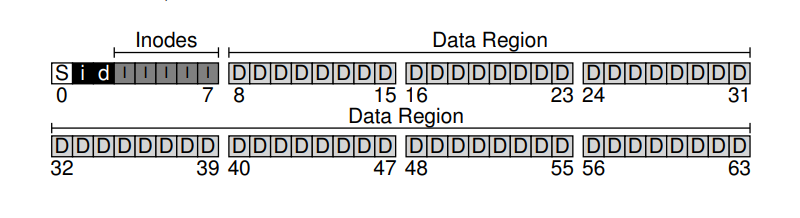 Inodes Data Region
S i d I I I I I D D D D D D D D D D D D D D D D D D D D D D D D
0 7 8 15 16 23 24 31
Data Region
D D D D D D D D D D D D D D D D D D D D D D D D D D D D D D D D
32 39 40 47 48 55 56 63